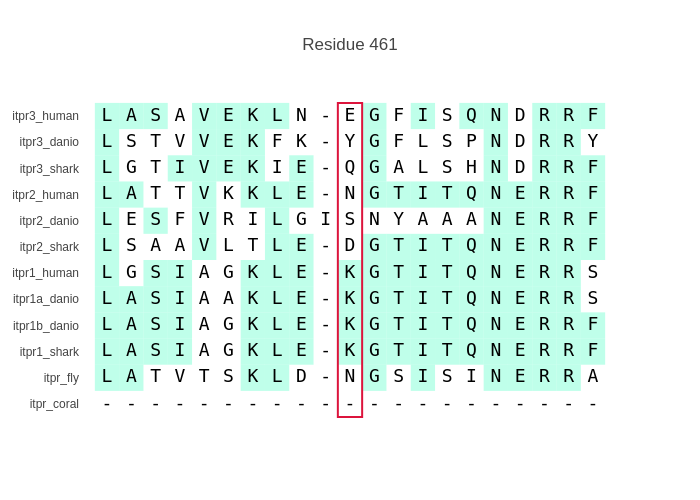 Residue 461
itpr3_human L A S A V E K L N - E G F I S Q N D R R F
itpr3_danio L S T V V E K F K - Y G F L S P N D R R Y
itpr3_shark L G T I V E K I E - Q G A L S H N D R R F
itpr2_human L A T T V K K L E - N G T I T Q N E R R F
itpr2_danio L E S F V R I L G I S N Y A A A N E R R F
itpr2_shark L S A A V L T L E - D G T I T Q N E R R F
itpr1_human L G S I A G K L E - K G T I T Q N E R R S
itpr1a_danio L A S I A A K L E - K G T I T Q N E R R S
itpr1b_danio L A S I A G K L E - K G T I T Q N E R R F
itpr1_shark L A S I A G K L E - K G T I T Q N E R R F
itpr_fly L A T V T S K L D - N G S I S I N E R R A
itpr_coral - - - - - - - - - - - - - - - - - - - - -